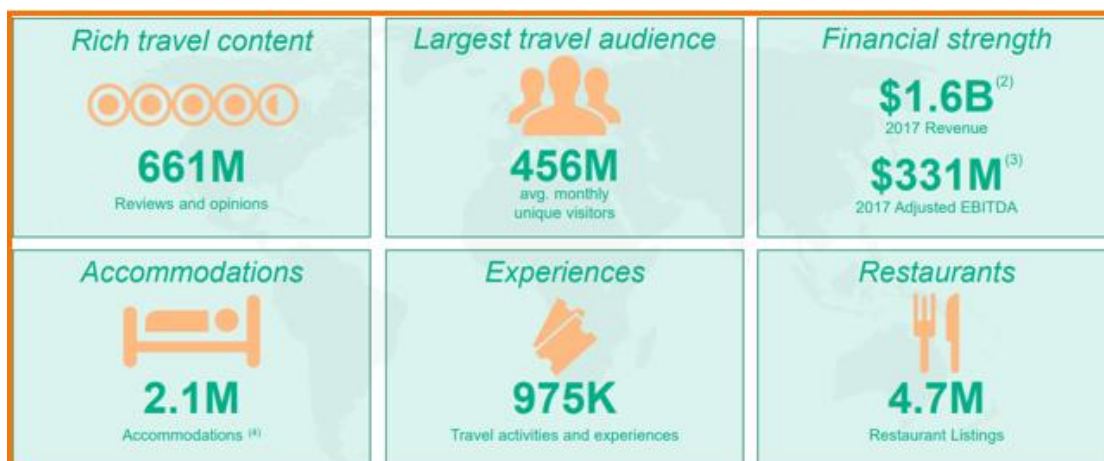 Rich travel content
661M
Reviews and opinions
Largest travel audience
456M
avg. monthly
unique visitors
Financial strength
$1.6B(2)
2017 Revenue
$331M(3)
2017 Adjusted EBITDA
Accommodations
2.1M
Accommodations (4)
Experiences
975K
Travel activities and experiences
Restaurants
4.7M
Restaurant Listings